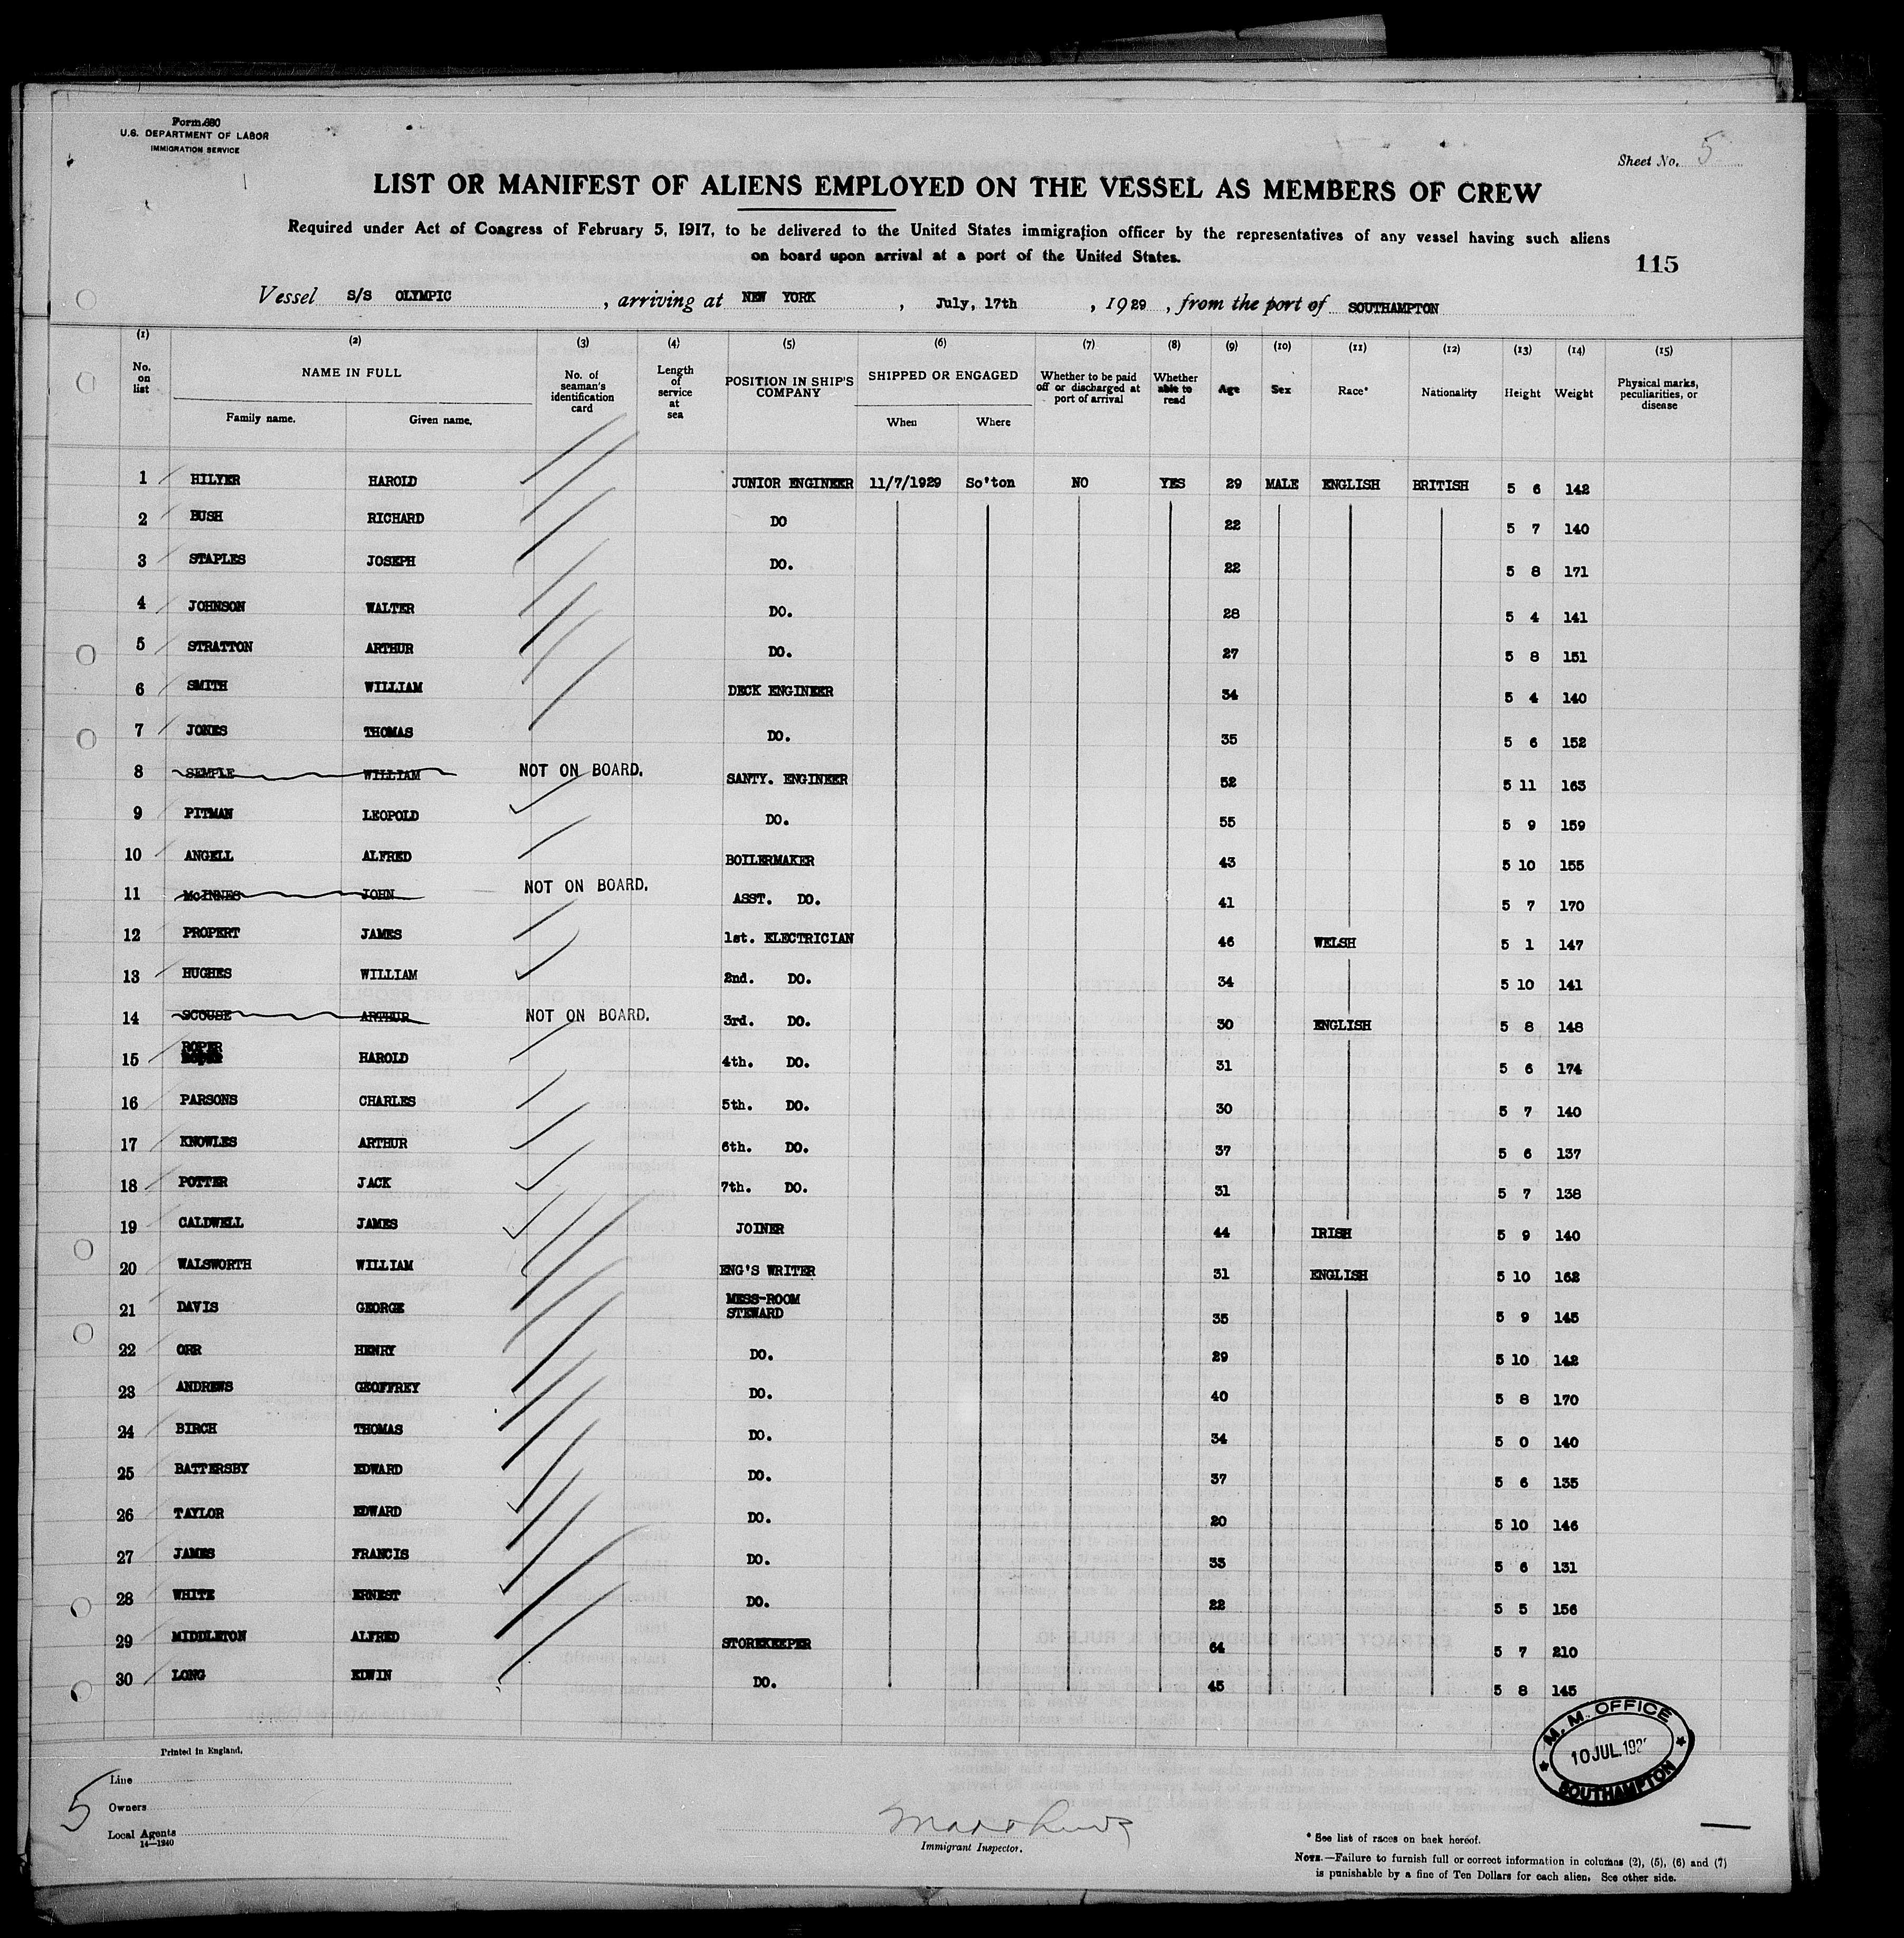 Form 680
U.S. DEPARTMENT OF LABOR
IMMIGRATION SERVICE
Sheet No. 5
LIST OR MANIFEST OF ALIENS EMPLOYED ON THE VESSEL AS MEMBERS OF CREW
Required under Act of Congress of February 5, 1917, to be delivered to the United States immigration officer by the representatives of any vessel having such aliens
on board upon arrival at a port of the United States.
115
Vessel S/S OLYMPIC, arriving at NEW YORK, July, 17th, 1929, from the port of SOUTHAMPTON
(1) (2) (3) (4) (5) (6) (7) (8) (9) (10) (11) (12) (13) (14) (15)
No. on list NAME IN FULL Family name. Given name. No. of seaman's identification card Length of service at sea POSITION IN SHIP'S COMPANY SHIPPED OR ENGAGED When Where Whether to be paid off or discharged at port of arrival Whether able to read Age Sex Race* Nationality Height Weight Physical marks, peculiarities, or disease
1 HILYER HAROLD JUNIOR ENGINEER 11/7/1929 So'ton NO YES 29 MALE ENGLISH BRITISH 5 6 142
2 BUSH RICHARD DO 22 5 7 140
3 STAPLES JOSEPH DO. 22 5 8 171
4 JOHNSON WALTER DO. 28 5 4 141
5 STRATTON ARTHUR DO. 27 5 8 151
6 SMITH WILLIAM DECK ENGINEER 34 5 4 140
7 JONES THOMAS DO. 35 5 6 152
8 SEMPLE WILLIAM NOT ON BOARD. SANTY. ENGINEER 52 5 11 163
9 PITMAN LEOPOLD DO. 55 5 9 159
10 ANGELL ALFRED BOILERMAKER 43 5 10 155
11 McINNES JOHN NOT ON BOARD. ASST. DO. 41 5 7 170
12 PROPERT JAMES 1st. ELECTRICIAN 46 WELSH 5 1 147
13 HUGHES WILLIAM 2nd. DO. 34 5 10 141
14 SCOUSE ARTHUR NOT ON BOARD. 3rd. DO. 30 ENGLISH 5 8 148
15 ROPER HAROLD 4th. DO. 31 5 6 174
16 PARSONS CHARLES 5th. DO. 30 5 7 140
17 KNOWLES ARTHUR 6th. DO. 37 5 6 137
18 POTTER JACK 7th. DO. 31 5 7 138
19 CALDWELL JAMES JOINER 44 IRISH 5 9 140
20 WALSWORTH WILLIAM ENG'S WRITER 31 ENGLISH 5 10 162
21 DAVIS GEORGE MESS-ROOM STEWARD 35 5 9 145
22 ORR HENRY DO. 29 5 10 142
23 ANDREWS GEOFFREY DO. 40 5 8 170
24 BIRCH THOMAS DO. 34 5 0 140
25 BATTERSBY EDWARD DO. 37 5 6 135
26 TAYLOR EDWARD DO. 20 5 10 146
27 JAMES FRANCIS DO. 33 5 6 131
28 WHITE ERNEST DO. 22 5 5 156
29 MIDDLETON ALFRED STOREKEEPER 64 5 7 210
30 LONG EDWIN DO. 45 5 8 145
M.M. OFFICE
10 JUL. 192
SOUTHAMPTON
Printed in England.
5
Line
Owners
Local Agents
14—1240
Immigrant Inspector.
* See list of races on back hereof.
NOTE.—Failure to furnish full or correct information in columns (2), (5), (6) and (7)
is punishable by a fine of Ten Dollars for each alien. See other side.